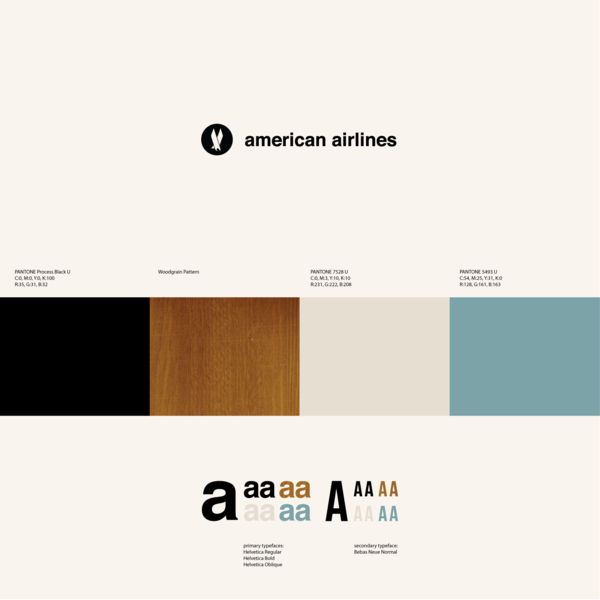 american airlines
PANTONE Process Black U
C:0, M:0, Y:0, K:100
R:35, G:31, B:32
Woodgrain Pattern
PANTONE 7528 U
C:0, M:3, Y:10, K:10
R:231, G:222, B:208
PANTONE 5493 U
C:54, M:25, Y:31, K:0
R:128, G:161, B:163
a aa aa A AA AA
aa aa AA AA
primary typefaces:
Helvetica Regular
Helvetica Bold
Helvetica Oblique
secondary typeface:
Bebas Neue Normal